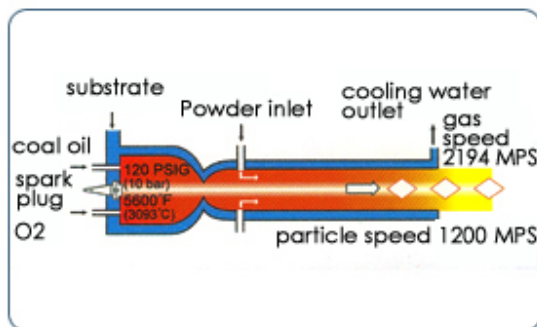 substrate
Powder inlet
cooling water
outlet
gas
speed
2194 MPS
coal oil
spark
plug
O2
120 PSIG
(10 bar)
5600°F
(3093°C)
particle speed 1200 MPS